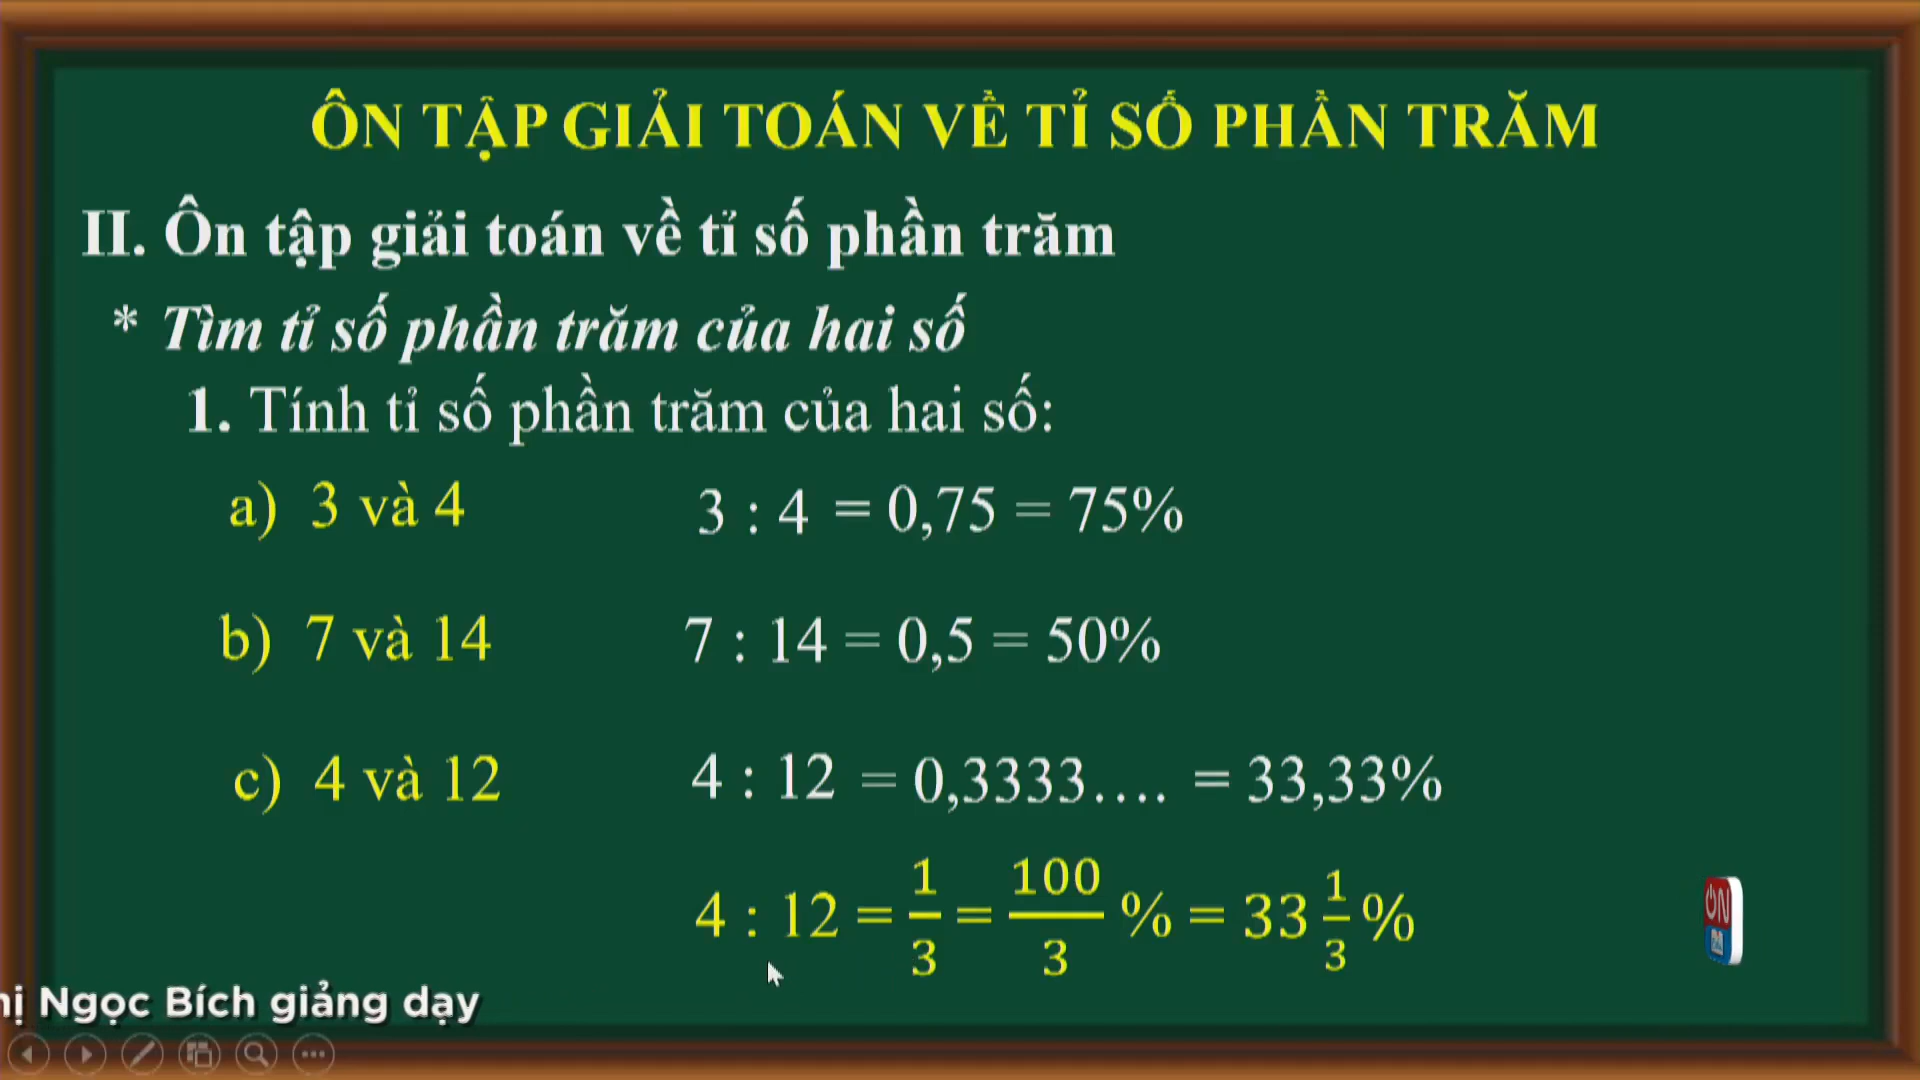 ÔN TẬP GIẢI TOÁN VỀ TỈ SỐ PHẦN TRĂM
II. Ôn tập giải toán về tỉ số phần trăm
* Tìm tỉ số phần trăm của hai số
1. Tính tỉ số phần trăm của hai số:
a) 3 và 4 3 : 4 = 0,75 = 75%
b) 7 và 14 7 : 14 = 0,5 = 50%
c) 4 và 12 4 : 12 = 0,3333.... = 33,33%
4 : 12 = 1/3 = 100/3 % = 33 1/3 %
ON
Ngọc Bích giảng dạy